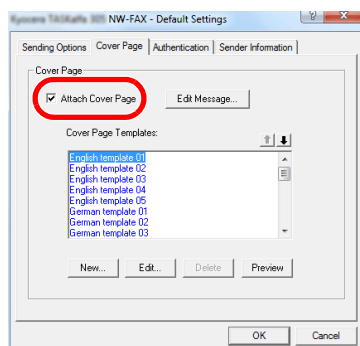 NW-FAX - Default Settings
Sending Options Cover Page Authentication Sender Information
Cover Page
Attach Cover Page Edit Message...
Cover Page Templates:
English template 01
English template 02
English template 03
English template 04
English template 05
German template 01
German template 02
German template 03
New... Edit... Delete Preview
OK Cancel